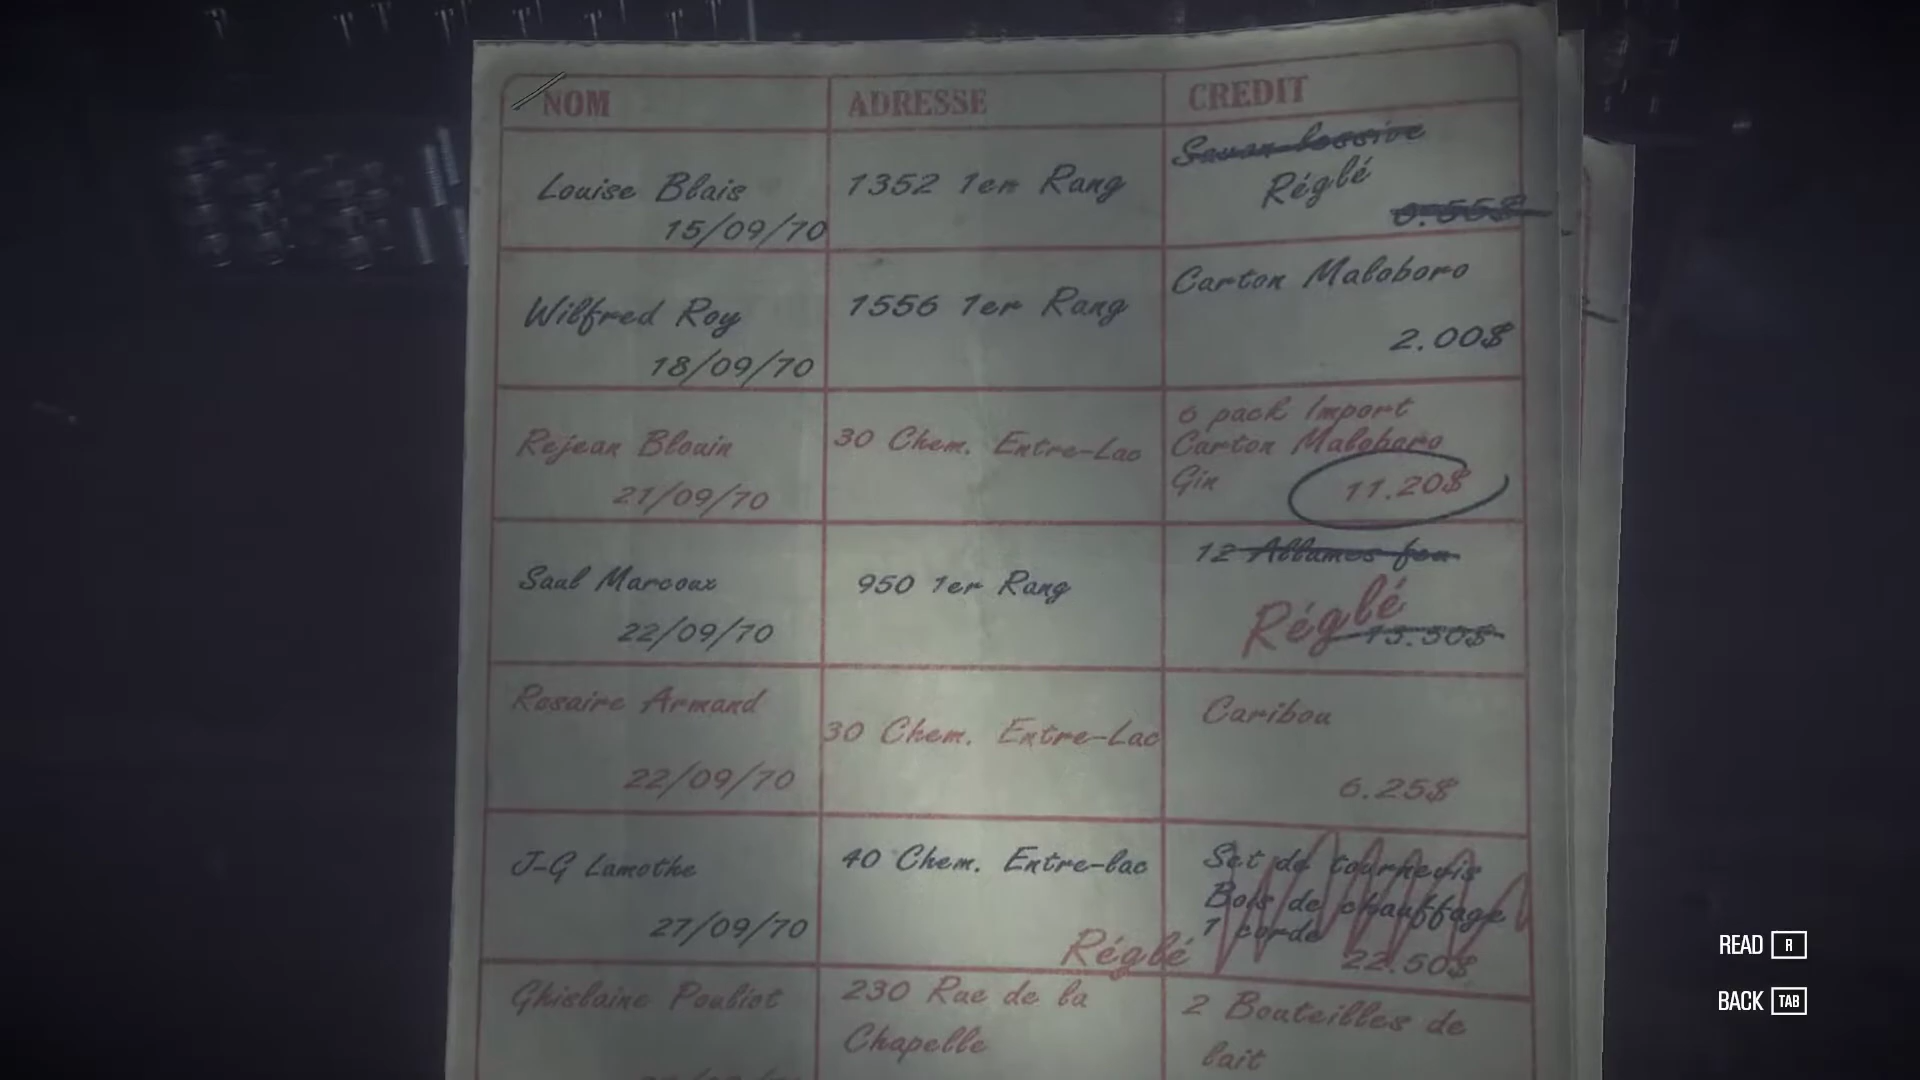 NOM ADRESSE CREDIT
Louise Blais 1352 1er Rang Savon lessive
Réglé
15/09/70 0.55$
Wilfred Roy 1556 1er Rang Carton Maloboro
18/09/70 2.00$
Rejean Blouin 30 Chem. Entre-Lac 6 pack Import
Carton Maloboro
Gin
21/09/70 11.20$
Saul Marcoux 950 1er Rang 12 Allumes feu
Réglé
22/09/70 13.50$
Rosaire Armand 30 Chem. Entre-Lac Caribou
22/09/70 6.25$
J-G Lamothe 40 Chem. Entre-lac Set de tournevis
Bois de chauffage
1 corde
27/09/70 Réglé 22.50$
Ghislaine Pouliot 230 Rue de la 2 Bouteilles de
Chapelle lait
READ R
BACK TAB